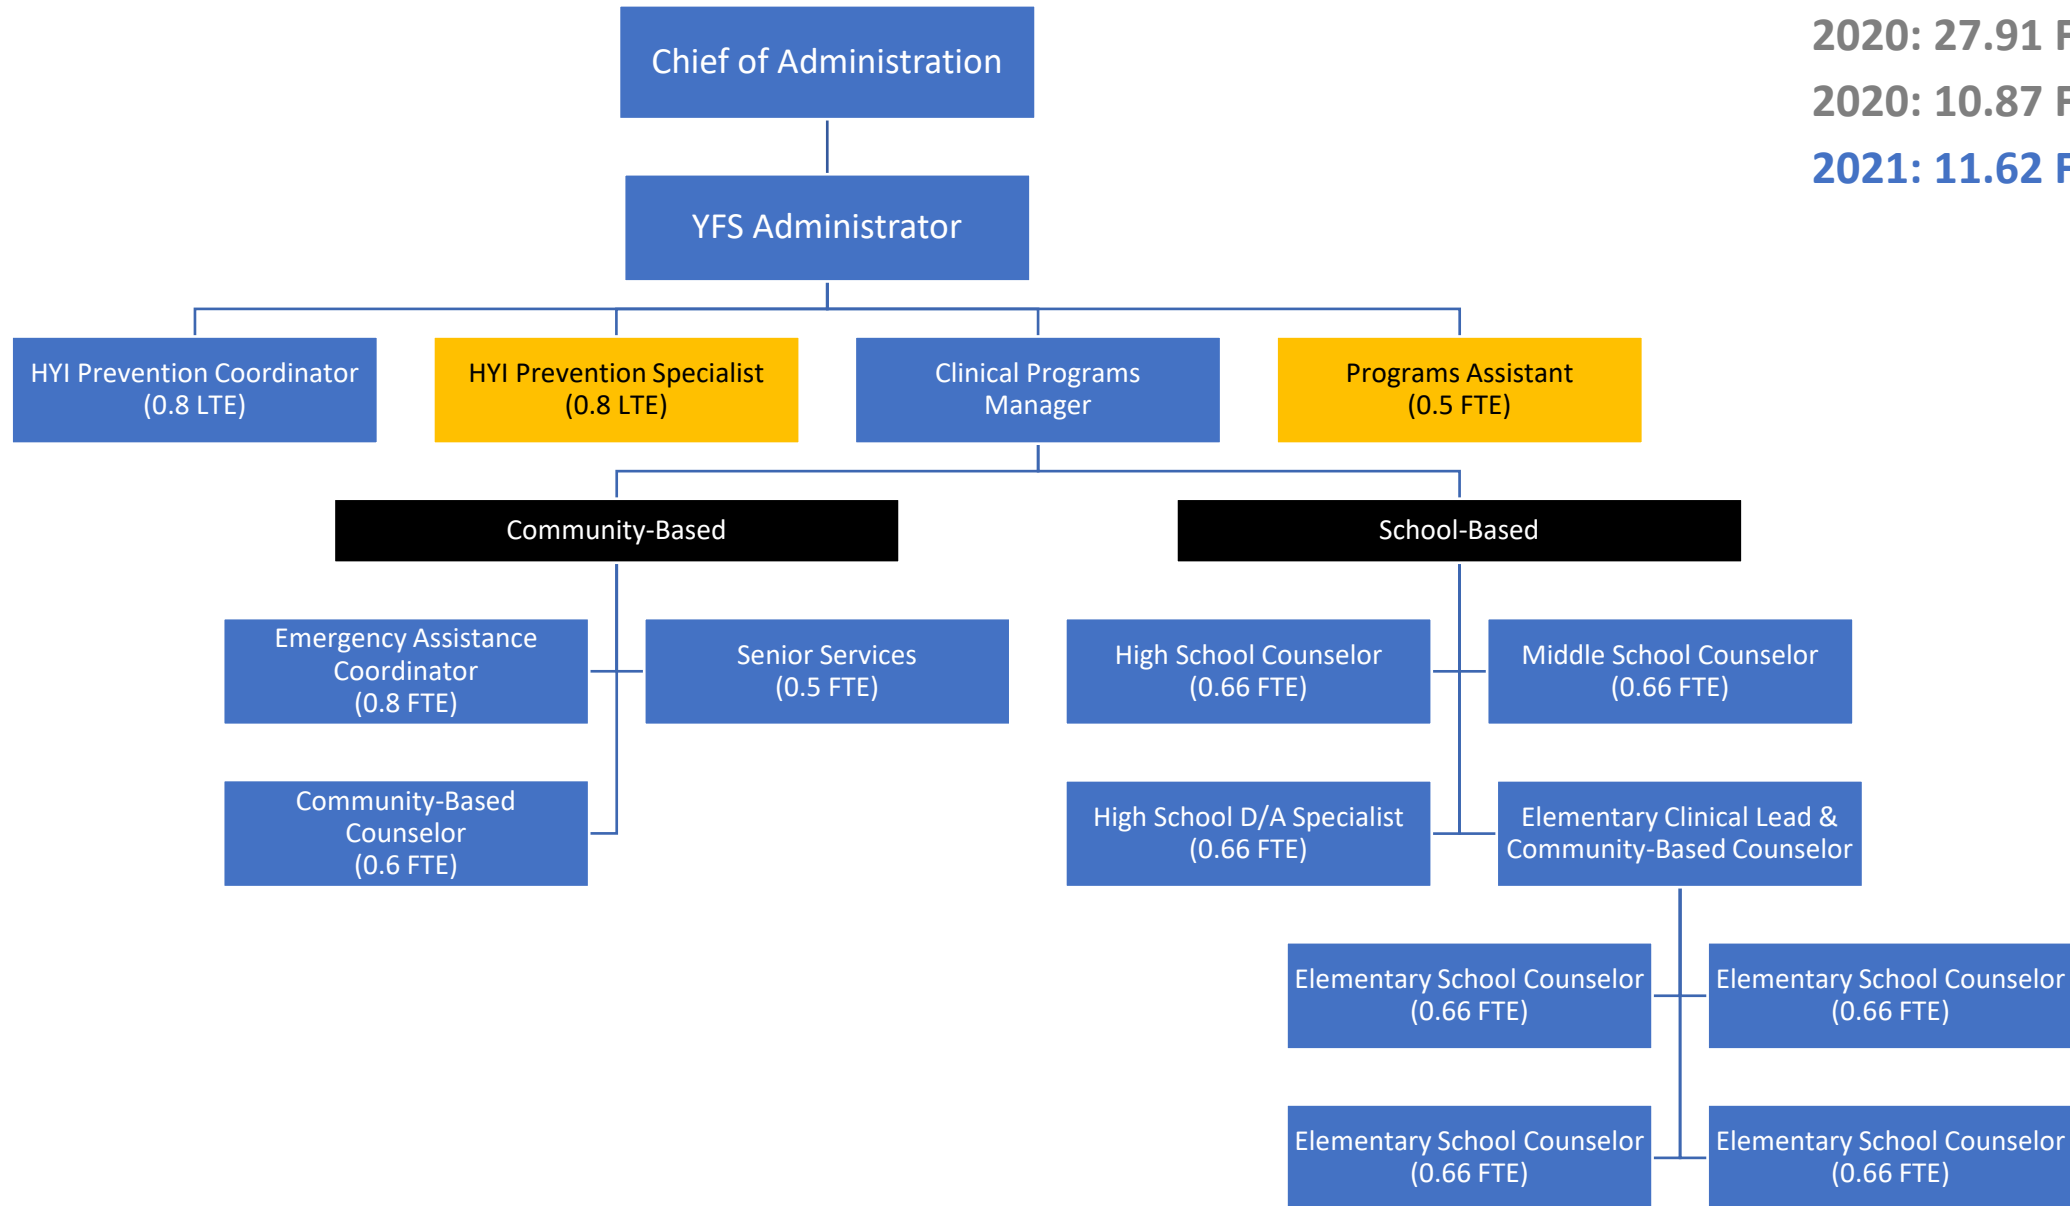 2020: 27.91 F
2020: 10.87 F
2021: 11.62 F
Chief of Administration
YFS Administrator
HYI Prevention Coordinator
(0.8 LTE)
HYI Prevention Specialist
(0.8 LTE)
Clinical Programs
Manager
Programs Assistant
(0.5 FTE)
Community-Based
School-Based
Emergency Assistance
Coordinator
(0.8 FTE)
Senior Services
(0.5 FTE)
High School Counselor
(0.66 FTE)
Middle School Counselor
(0.66 FTE)
Community-Based
Counselor
(0.6 FTE)
High School D/A Specialist
(0.66 FTE)
Elementary Clinical Lead &
Community-Based Counselor
Elementary School Counselor
(0.66 FTE)
Elementary School Counselor
(0.66 FTE)
Elementary School Counselor
(0.66 FTE)
Elementary School Counselor
(0.66 FTE)